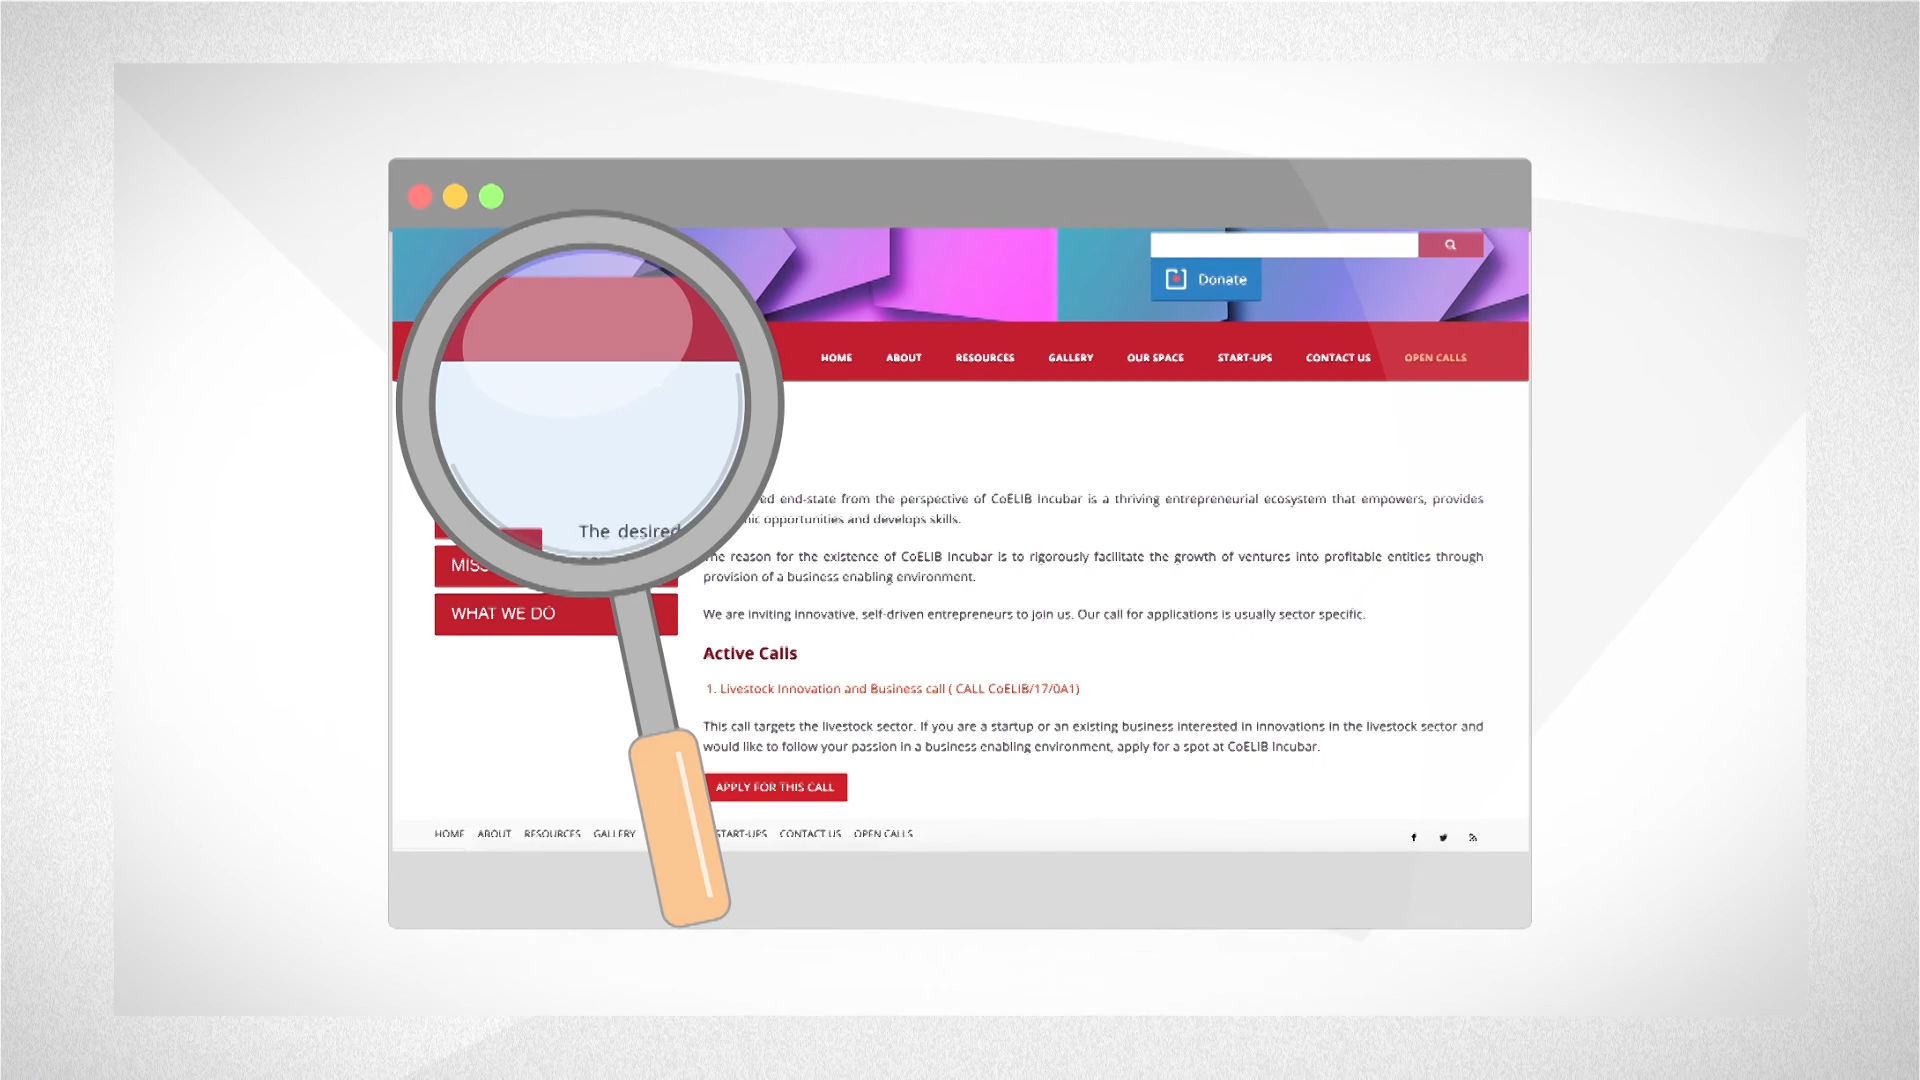 Donate
HOME ABOUT RESOURCES GALLERY OUR SPACE START-UPS CONTACT US OPEN CALLS
The desired
end-state from the perspective of CoELIB Incubar is a thriving entrepreneurial ecosystem that empowers, provides
opportunities and develops skills.
reason for the existence of CoELIB Incubar is to rigorously facilitate the growth of ventures into profitable entities through
provision of a business enabling environment.
WHAT WE DO
We are inviting innovative, self-driven entrepreneurs to join us. Our call for applications is usually sector specific.
Active Calls
1. Livestock Innovation and Business call ( CALL CoELIB/17/0A1)
This call targets the livestock sector. If you are a startup or an existing business interested in innovations in the livestock sector and
would like to follow your passion in a business enabling environment, apply for a spot at CoELIB Incubar.
APPLY FOR THIS CALL
HOME ABOUT RESOURCES GALLERY START-UPS CONTACT US OPEN CALLS